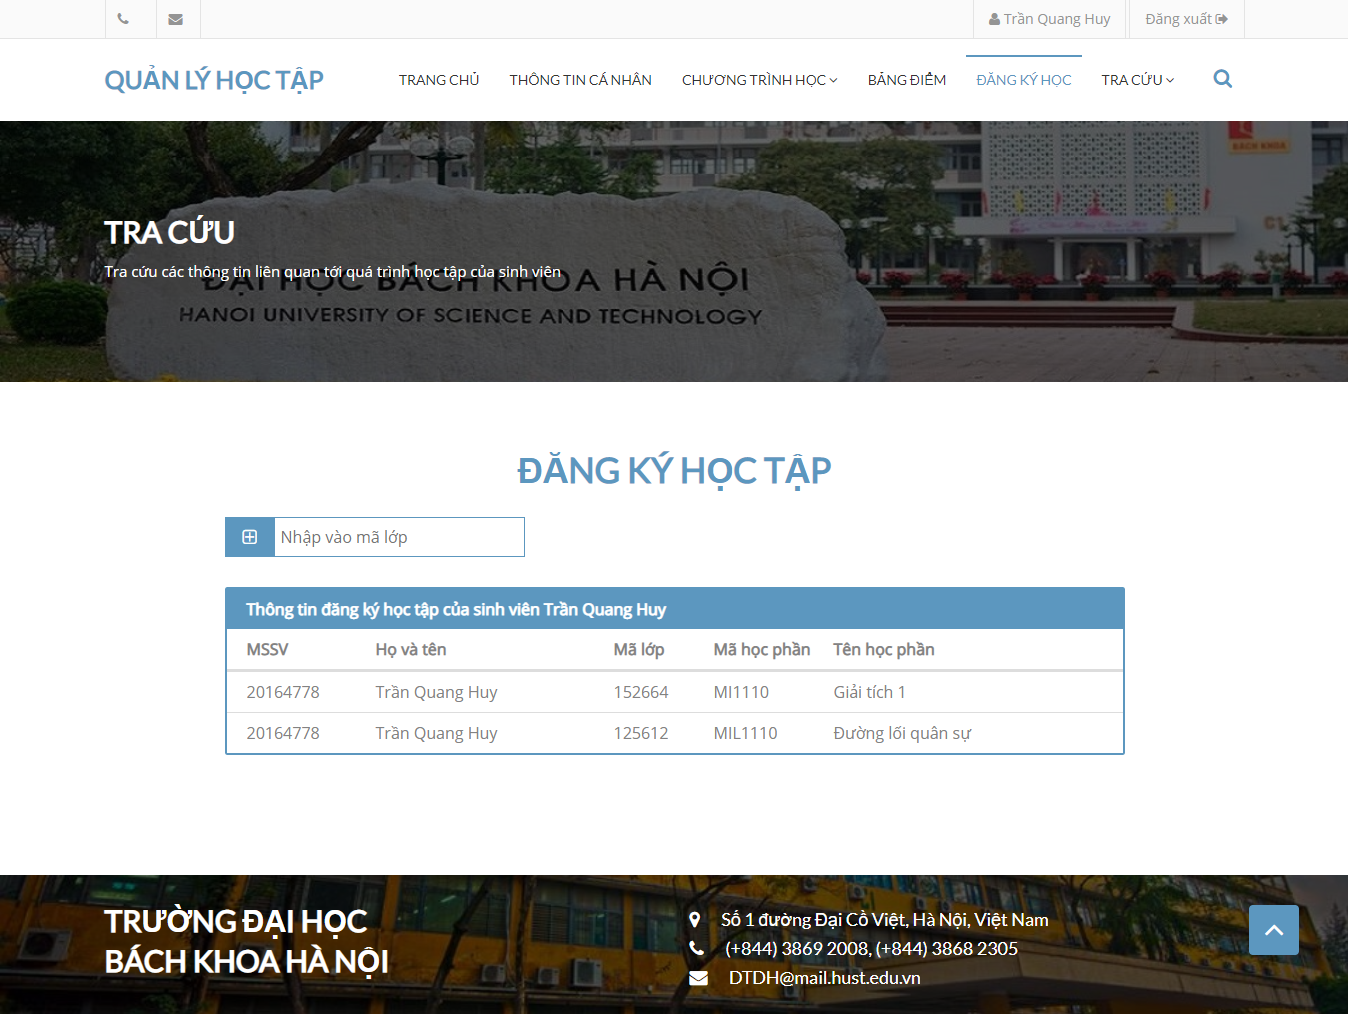 Trần Quang Huy
Đăng xuất
QUẢN LÝ HỌC TẬP
TRANG CHỦ
THÔNG TIN CÁ NHÂN
CHƯƠNG TRÌNH HỌC
BẢNG ĐIỂM
ĐĂNG KÝ HỌC
TRA CỨU
BÁCH KHOA
TRA CỨU
Tra cứu các thông tin liên quan tới quá trình học tập của sinh viên
ĐẠI HỌC BÁCH KHOA HÀ NỘI
HANOI UNIVERSITY OF SCIENCE AND TECHNOLOGY
ĐĂNG KÝ HỌC TẬP
Nhập vào mã lớp
Thông tin đăng ký học tập của sinh viên Trần Quang Huy
MSSV Họ và tên Mã lớp Mã học phần Tên học phần
20164778 Trần Quang Huy 152664 MI1110 Giải tích 1
20164778 Trần Quang Huy 125612 MIL1110 Đường lối quân sự
TRƯỜNG ĐẠI HỌC
BÁCH KHOA HÀ NỘI
Số 1 đường Đại Cồ Việt, Hà Nội, Việt Nam
(+844) 3869 2008, (+844) 3868 2305
DTDH@mail.hust.edu.vn